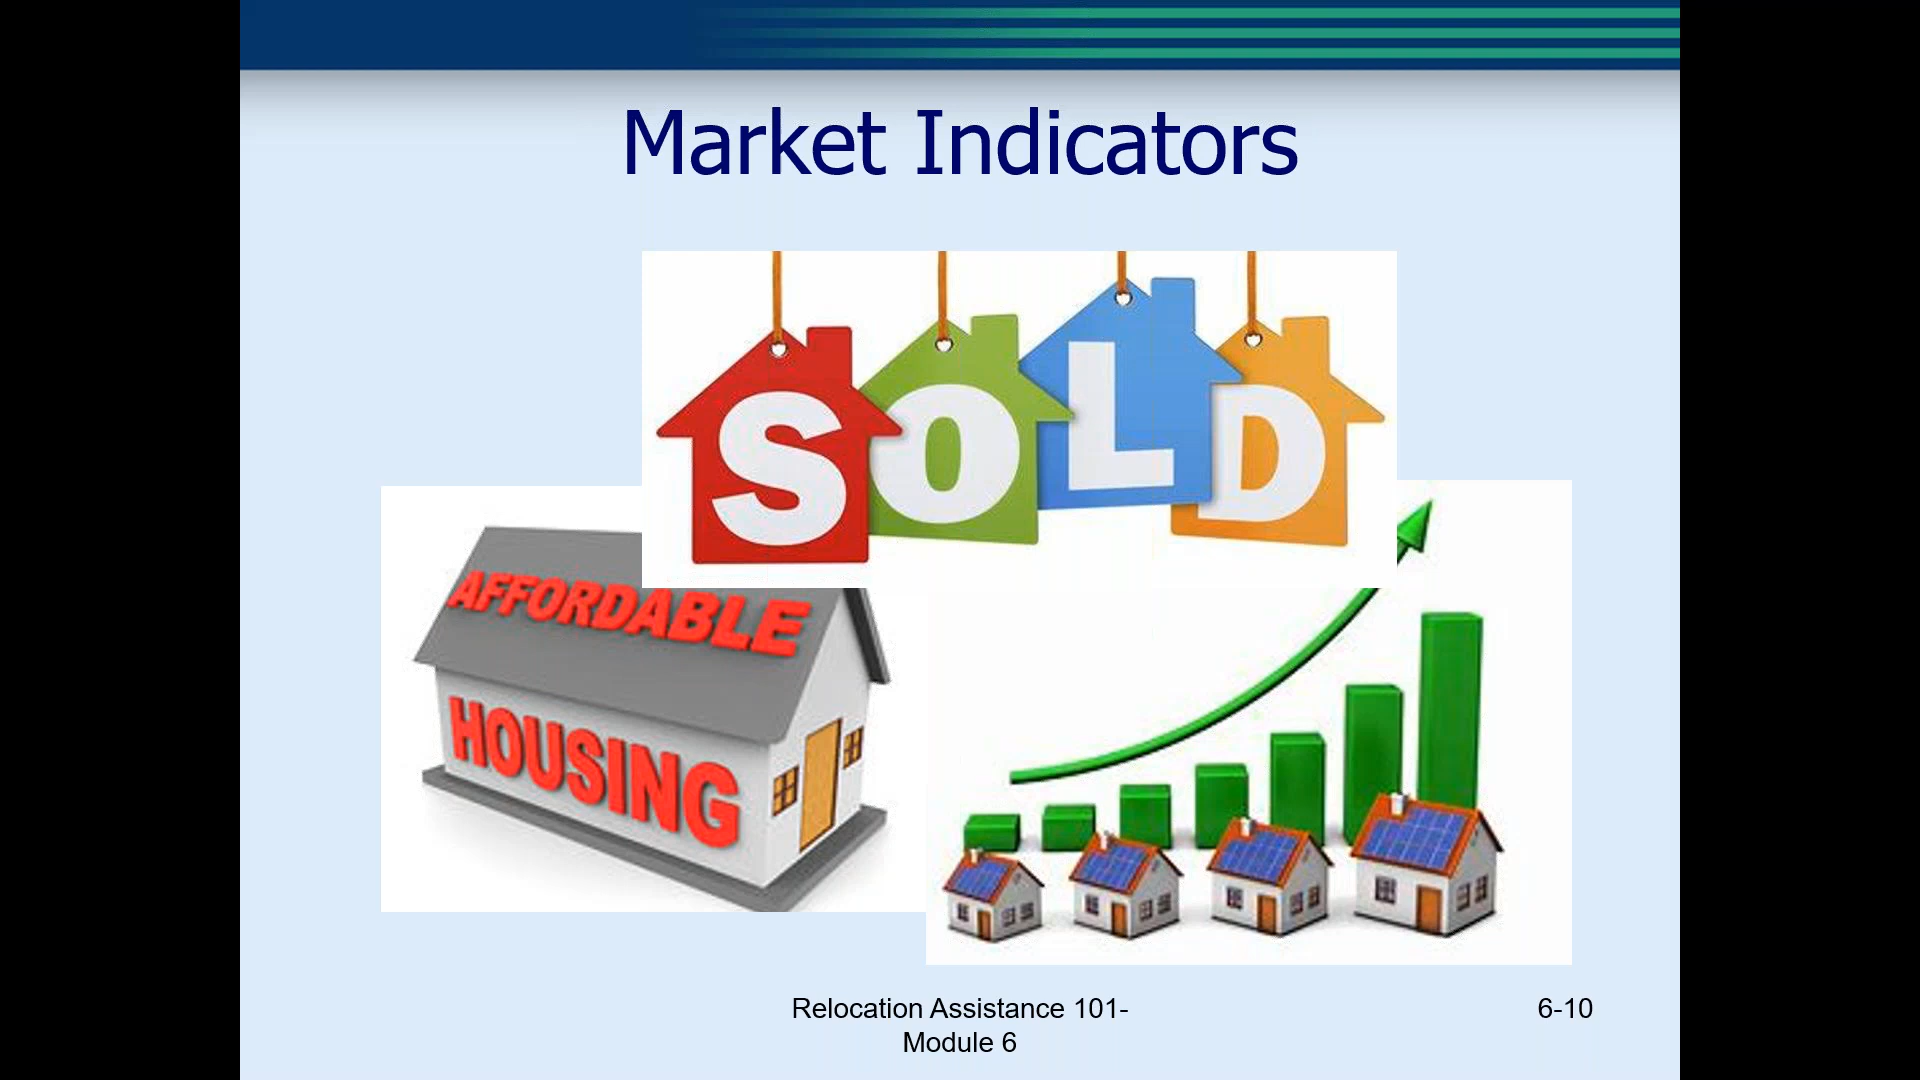 Market Indicators
SOLD
AFFORDABLE
HOUSING
Relocation Assistance 101-
Module 6
6-10